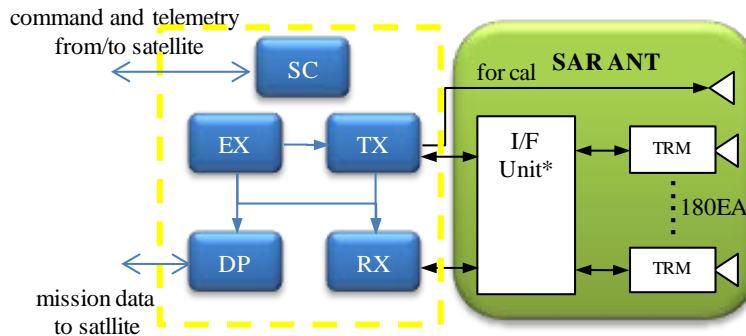 command and telemetry
from/to satellite
SC
for cal
SAR ANT
EX
TX
I/F
Unit*
TRM
180EA
DP
RX
TRM
mission data
to satllite